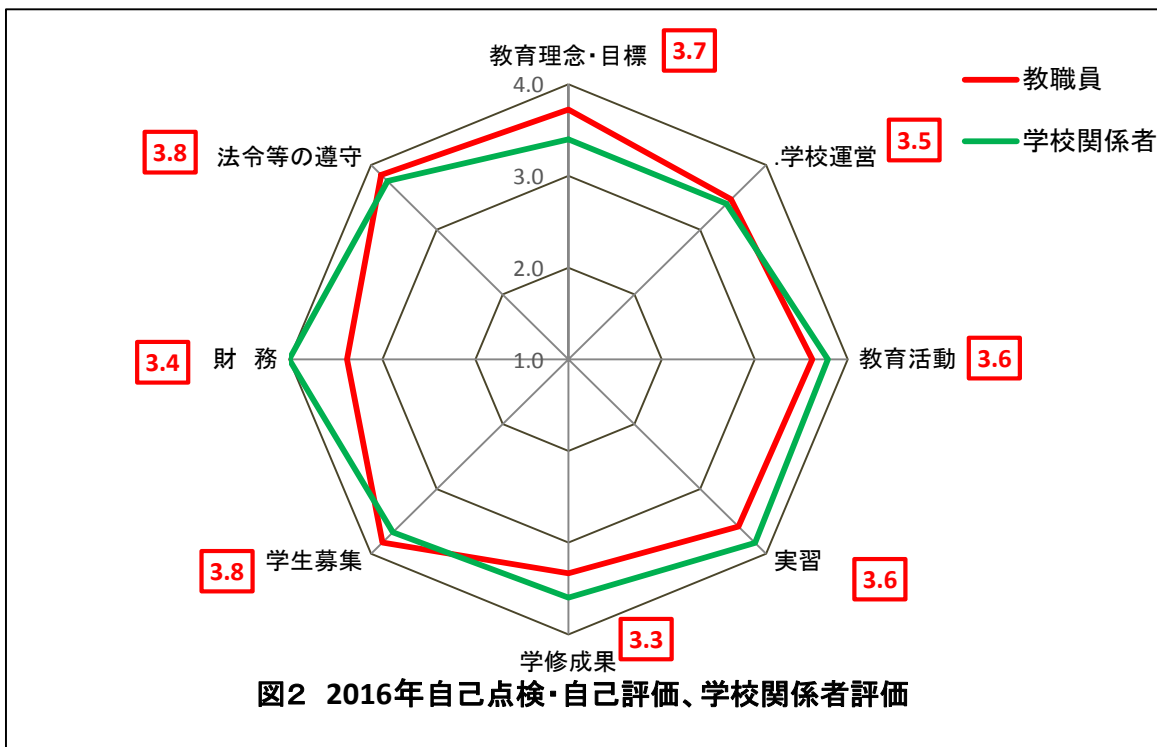 教育理念・目標
3.7
4.0
教職員
3.8
法令等の遵守
.学校運営
3.5
学校関係者
3.0
2.0
3.4
財 務
1.0
教育活動
3.6
3.8
学生募集
実習
3.6
3.3
学修成果
図2 2016年自己点検・自己評価、学校関係者評価